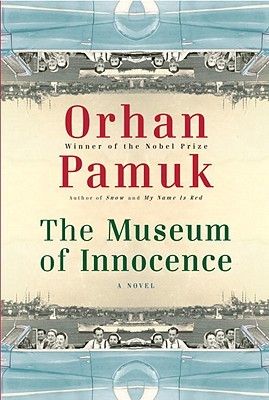 Orhan
Winner of the Nobel Prize
Pamuk
Author of Snow and My Name Is Red
The Museum
of Innocence
A NOVEL